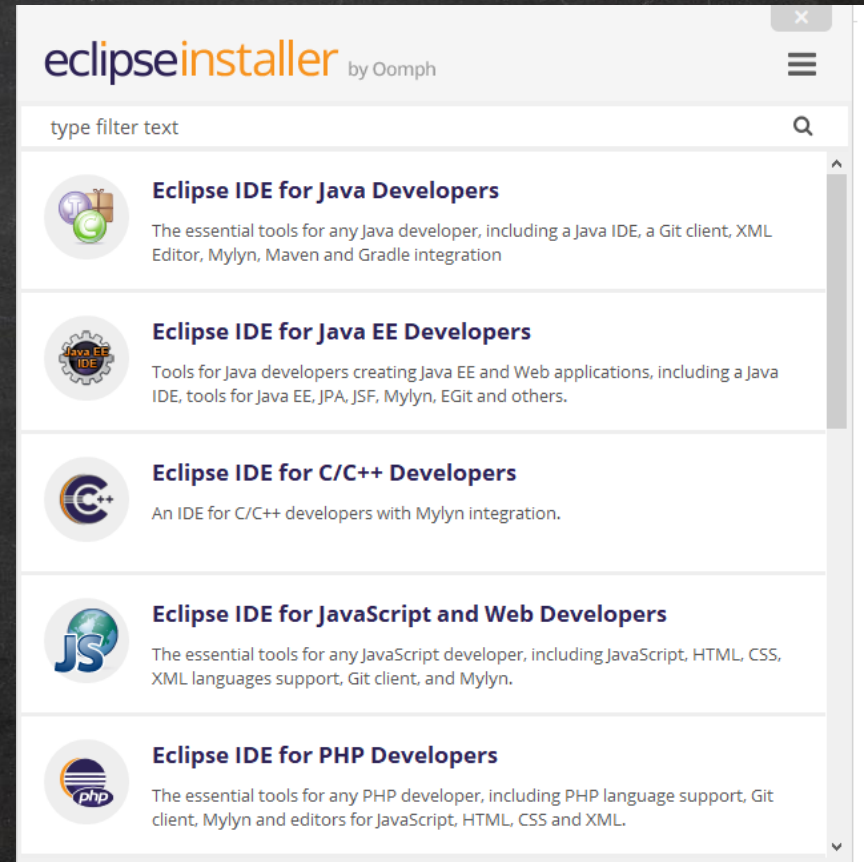 eclipseinstaller by Oomph
type filter text
Eclipse IDE for Java Developers
The essential tools for any Java developer, including a Java IDE, a Git client, XML
Editor, Mylyn, Maven and Gradle integration
Eclipse IDE for Java EE Developers
Java EE
IDE
Tools for Java developers creating Java EE and Web applications, including a Java
IDE, tools for Java EE, JPA, JSF, Mylyn, EGit and others.
Eclipse IDE for C/C++ Developers
C++
An IDE for C/C++ developers with Mylyn integration.
Eclipse IDE for JavaScript and Web Developers
JS
The essential tools for any JavaScript developer, including JavaScript, HTML, CSS,
XML languages support, Git client, and Mylyn.
Eclipse IDE for PHP Developers
php
The essential tools for any PHP developer, including PHP language support, Git
client, Mylyn and editors for JavaScript, HTML, CSS and XML.